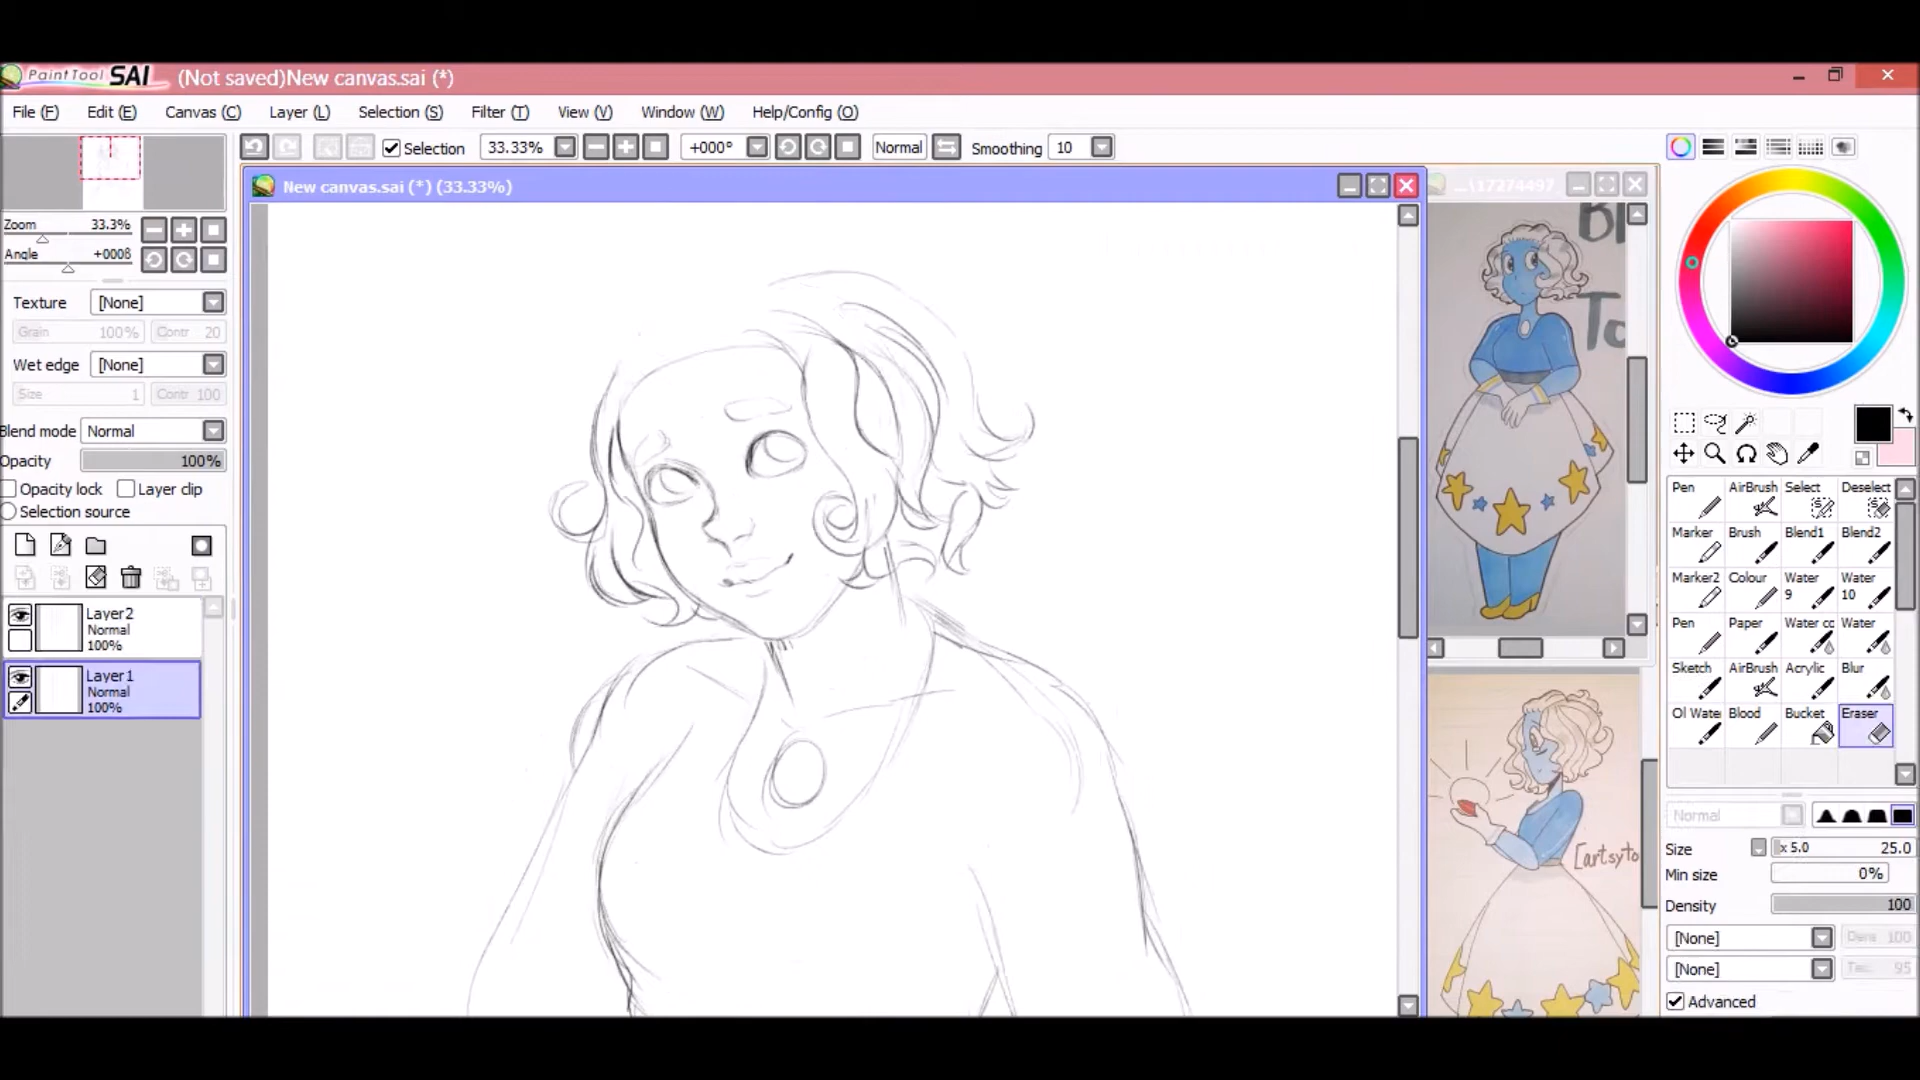 PaintTool SAI (Not saved)New canvas.sai (*)
File (F) Edit (E) Canvas (C) Layer (L) Selection (S) Filter (T) View (V) Window (W) Help/Config (O)
Selection 33.33% +000° Normal Smoothing 10
New canvas.sai (*) (33.33%)
...\17274497
Zoom 33.3%
Angle +000
Texture [None]
Grain 100% Contr 20
Wet edge [None]
Size 1 Contr 100
Blend mode Normal
Opacity 100%
Opacity lock Layer clip
Selection source
Layer2
Normal
100%
Layer1
Normal
100%
To
[artsyto
Pen AirBrush Select Deselect
Marker Brush Blend1 Blend2
Marker2 Colour Water 9 Water 10
Pen Paper Water cc Water
Sketch AirBrush Acrylic Blur
Ol Wate Blood Bucket Eraser
Normal
Size x 5.0 25.0
Min size 0%
Density 100
[None] Dens 100
[None] Tex. 95
Advanced